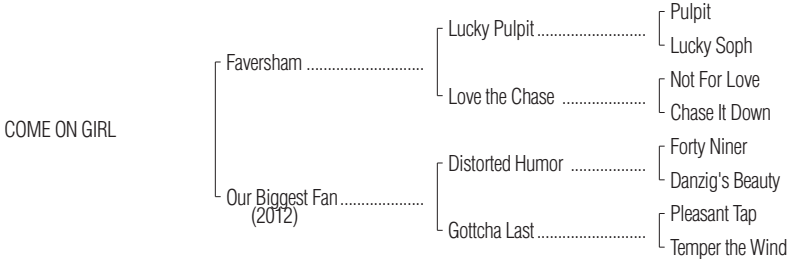 Pulpit
Lucky Pulpit ..........................
Lucky Soph
Faversham ............................
Not For Love
Love the Chase ....................
Chase It Down
COME ON GIRL
Forty Niner
Distorted Humor ..................
Danzig's Beauty
Our Biggest Fan ....................
(2012)
Pleasant Tap
Gottcha Last ..........................
Temper the Wind